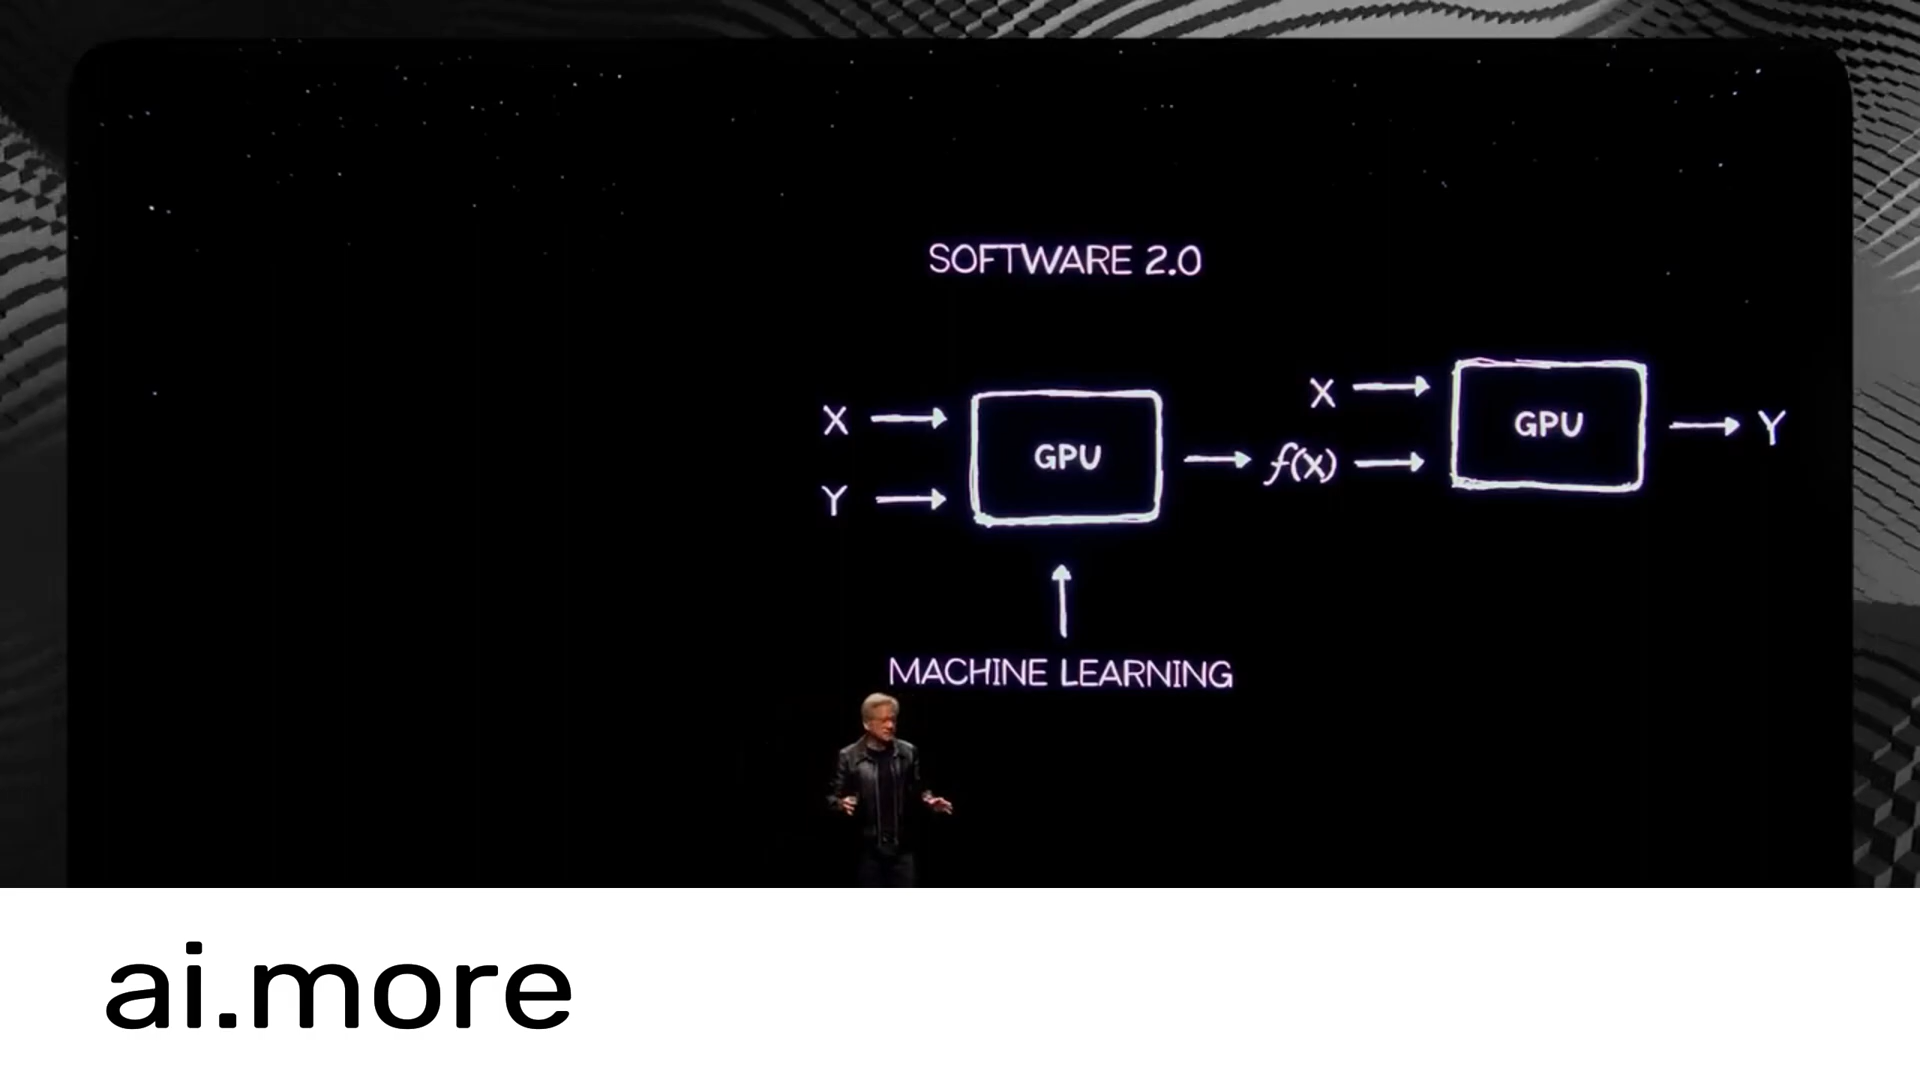 SOFTWARE 2.0
X
Y
GPU
f(x)
X
GPU
Y
MACHINE LEARNING
ai.more